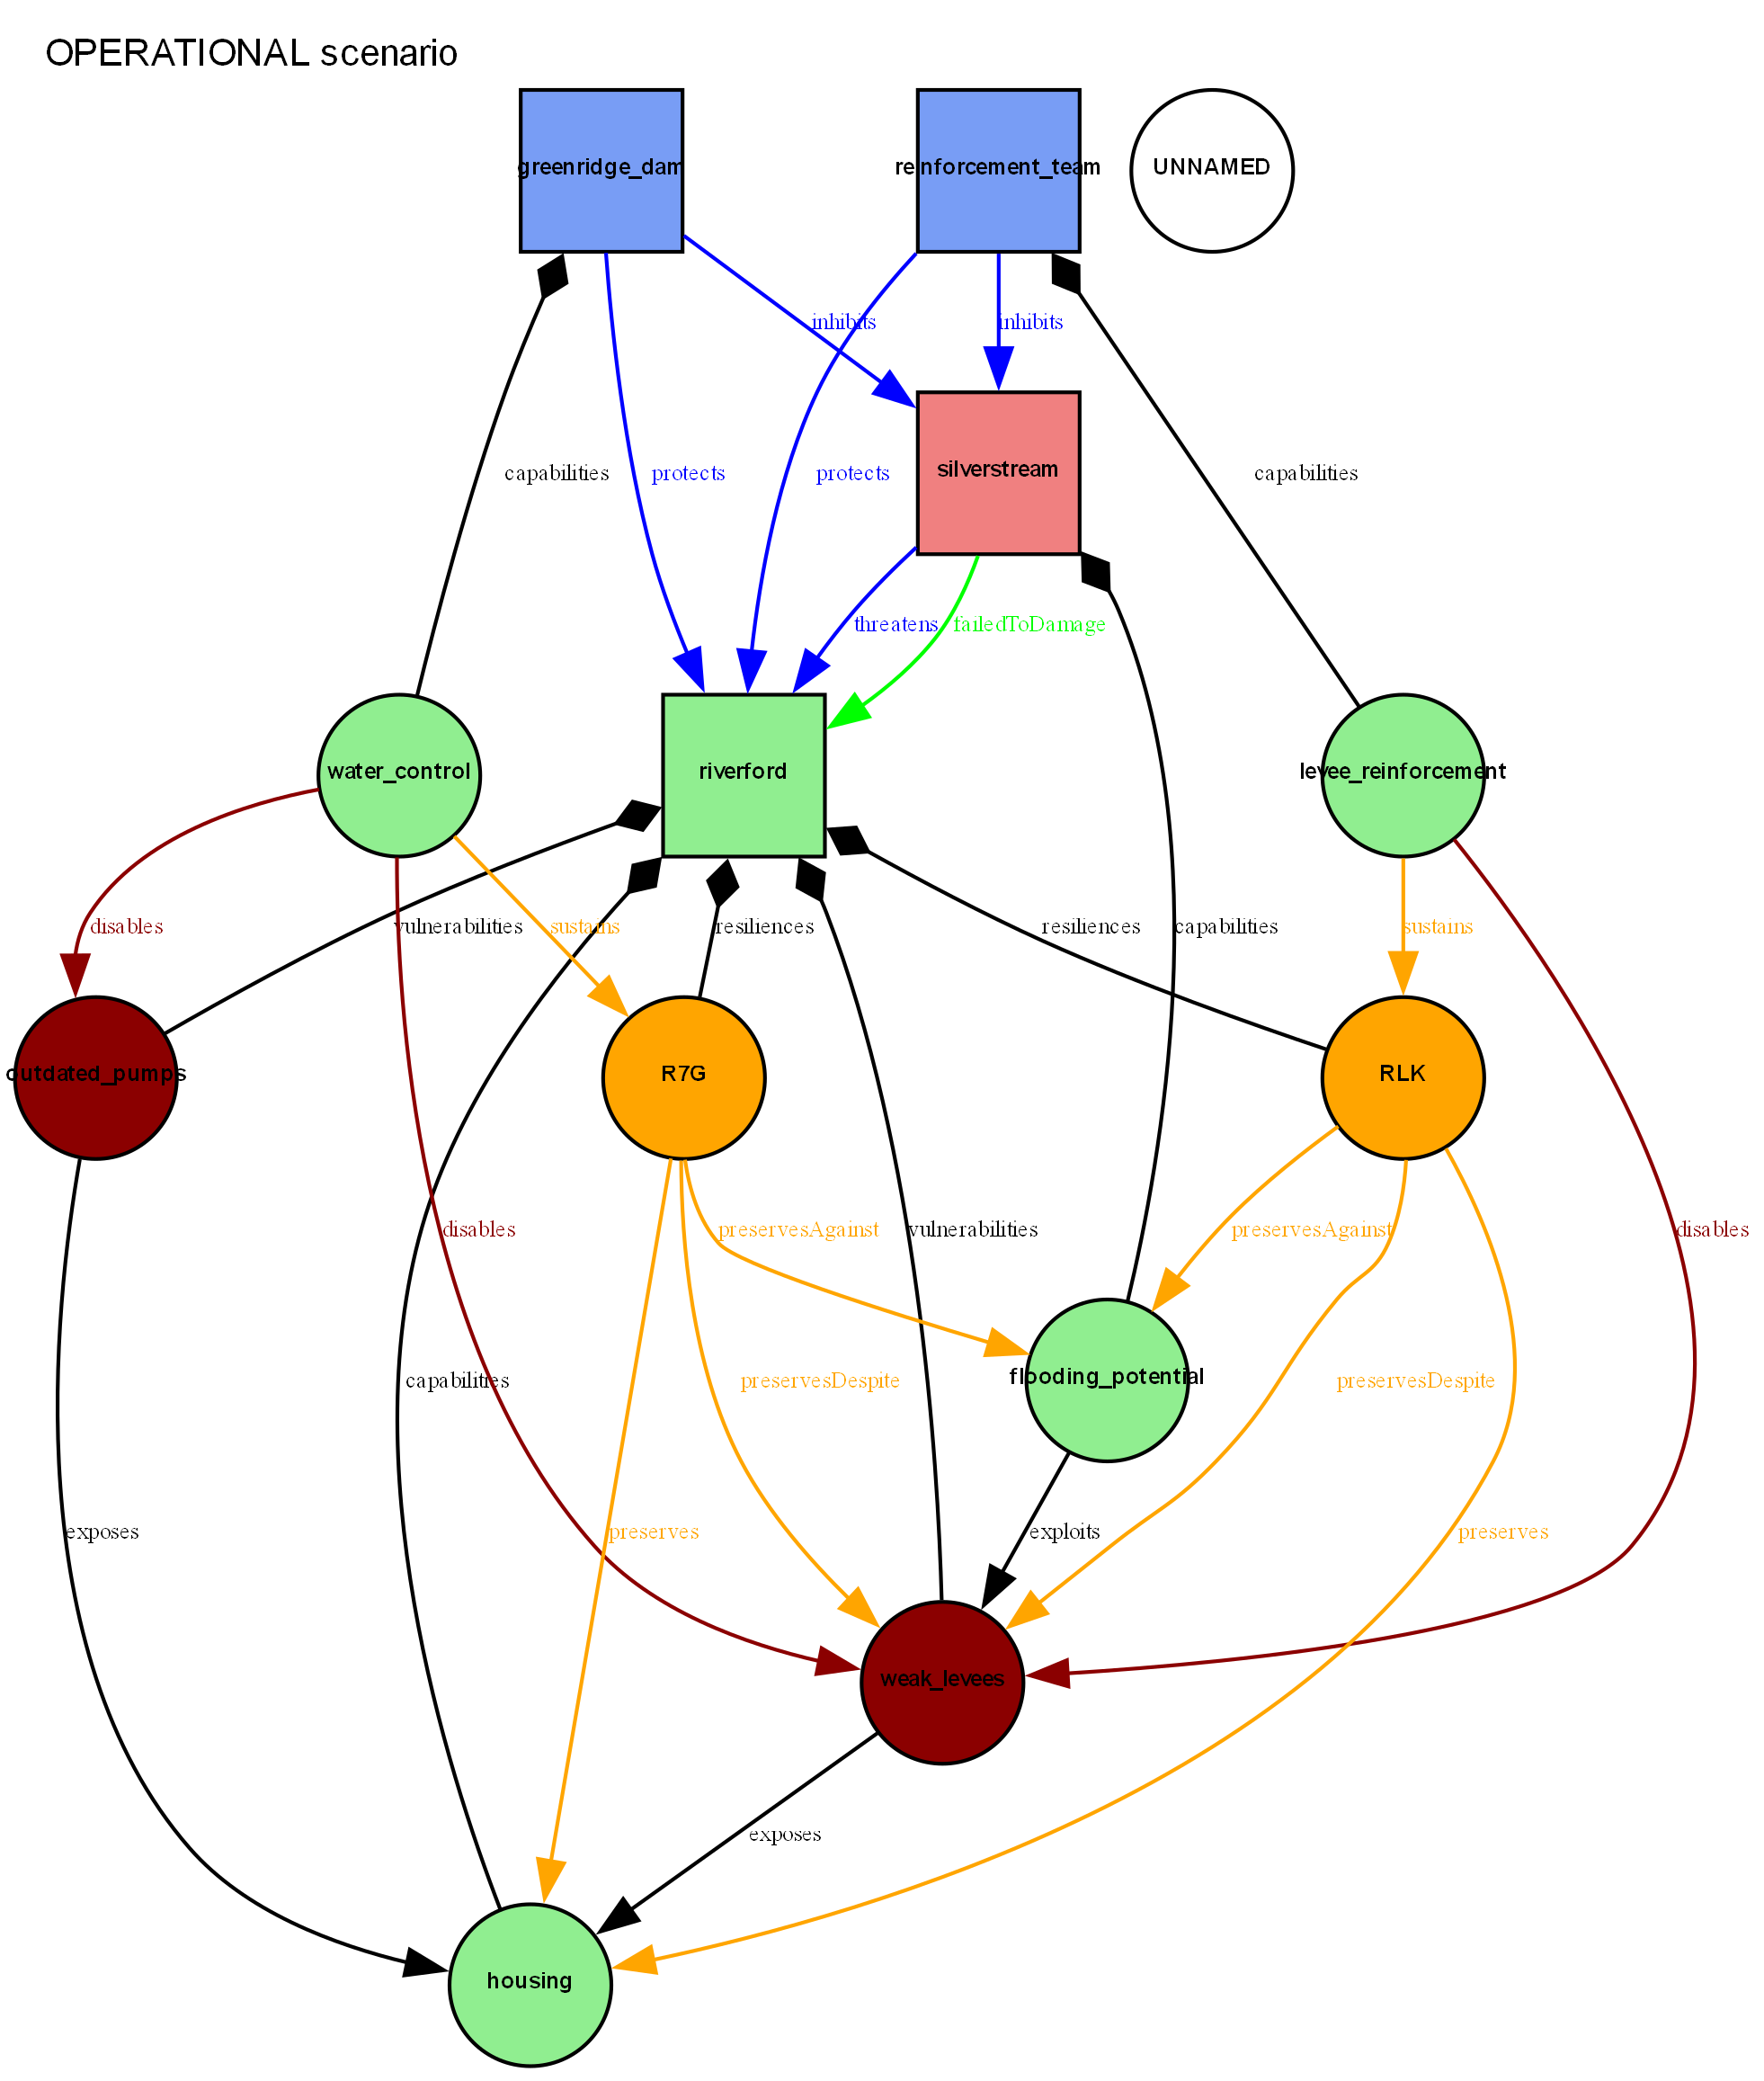 OPERATIONAL scenario
greenridge_dam
reinforcement_team
UNNAMED
inhibits
inhibits
capabilities
protects
protects
silverstream
capabilities
threatens
failedToDamage
water_control
riverford
levee_reinforcement
disables
vulnerabilities
sustains
resiliences
resiliences
capabilities
sustains
outdated_pumps
R7G
RLK
disables
preservesAgainst
vulnerabilities
preservesAgainst
disables
capabilities
preservesDespite
flooding_potential
preservesDespite
exposes
preserves
exploits
preserves
weak_levees
exposes
housing